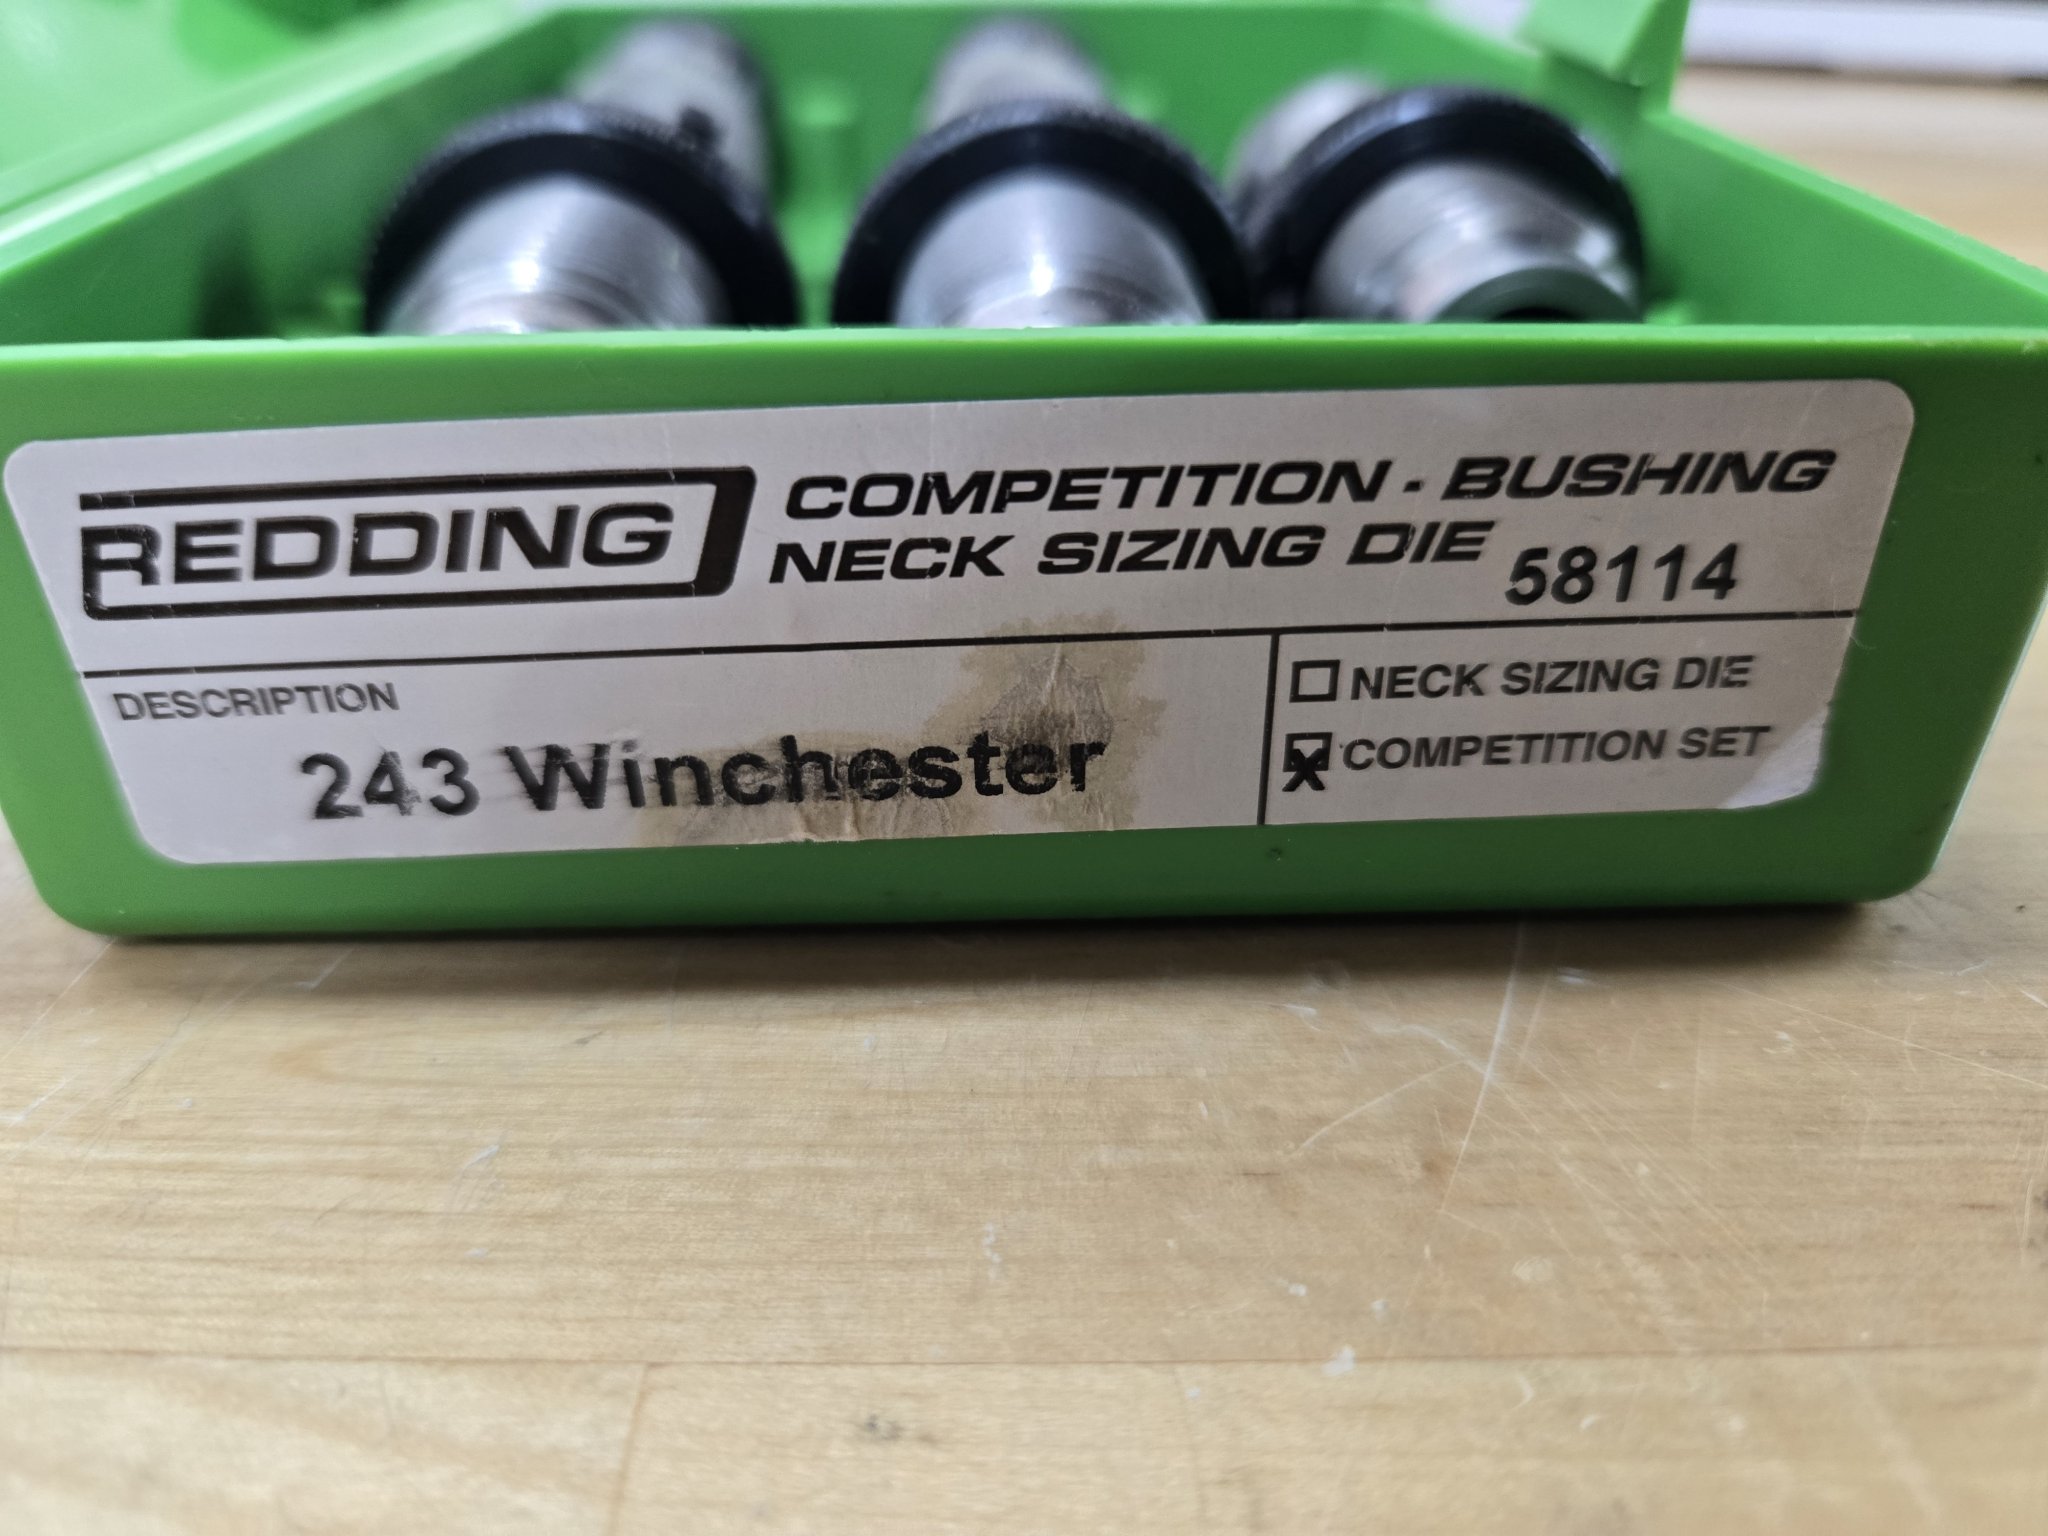 REDDING
COMPETITION - BUSHING
NECK SIZING DIE 58114
DESCRIPTION
243 Winchester
NECK SIZING DIE
X COMPETITION SET